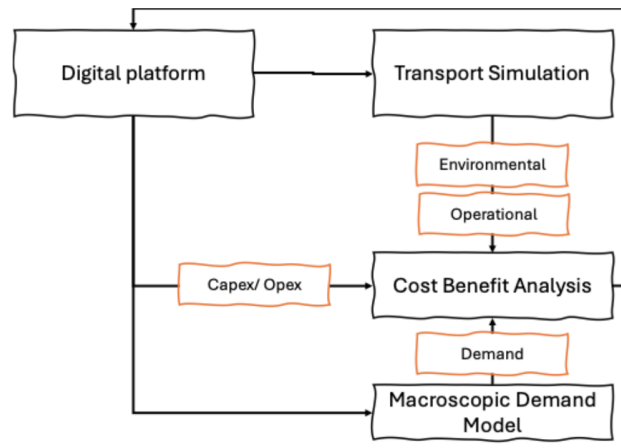 Digital platform
Transport Simulation
Environmental
Operational
Capex/ Opex
Cost Benefit Analysis
Demand
Macroscopic Demand
Model